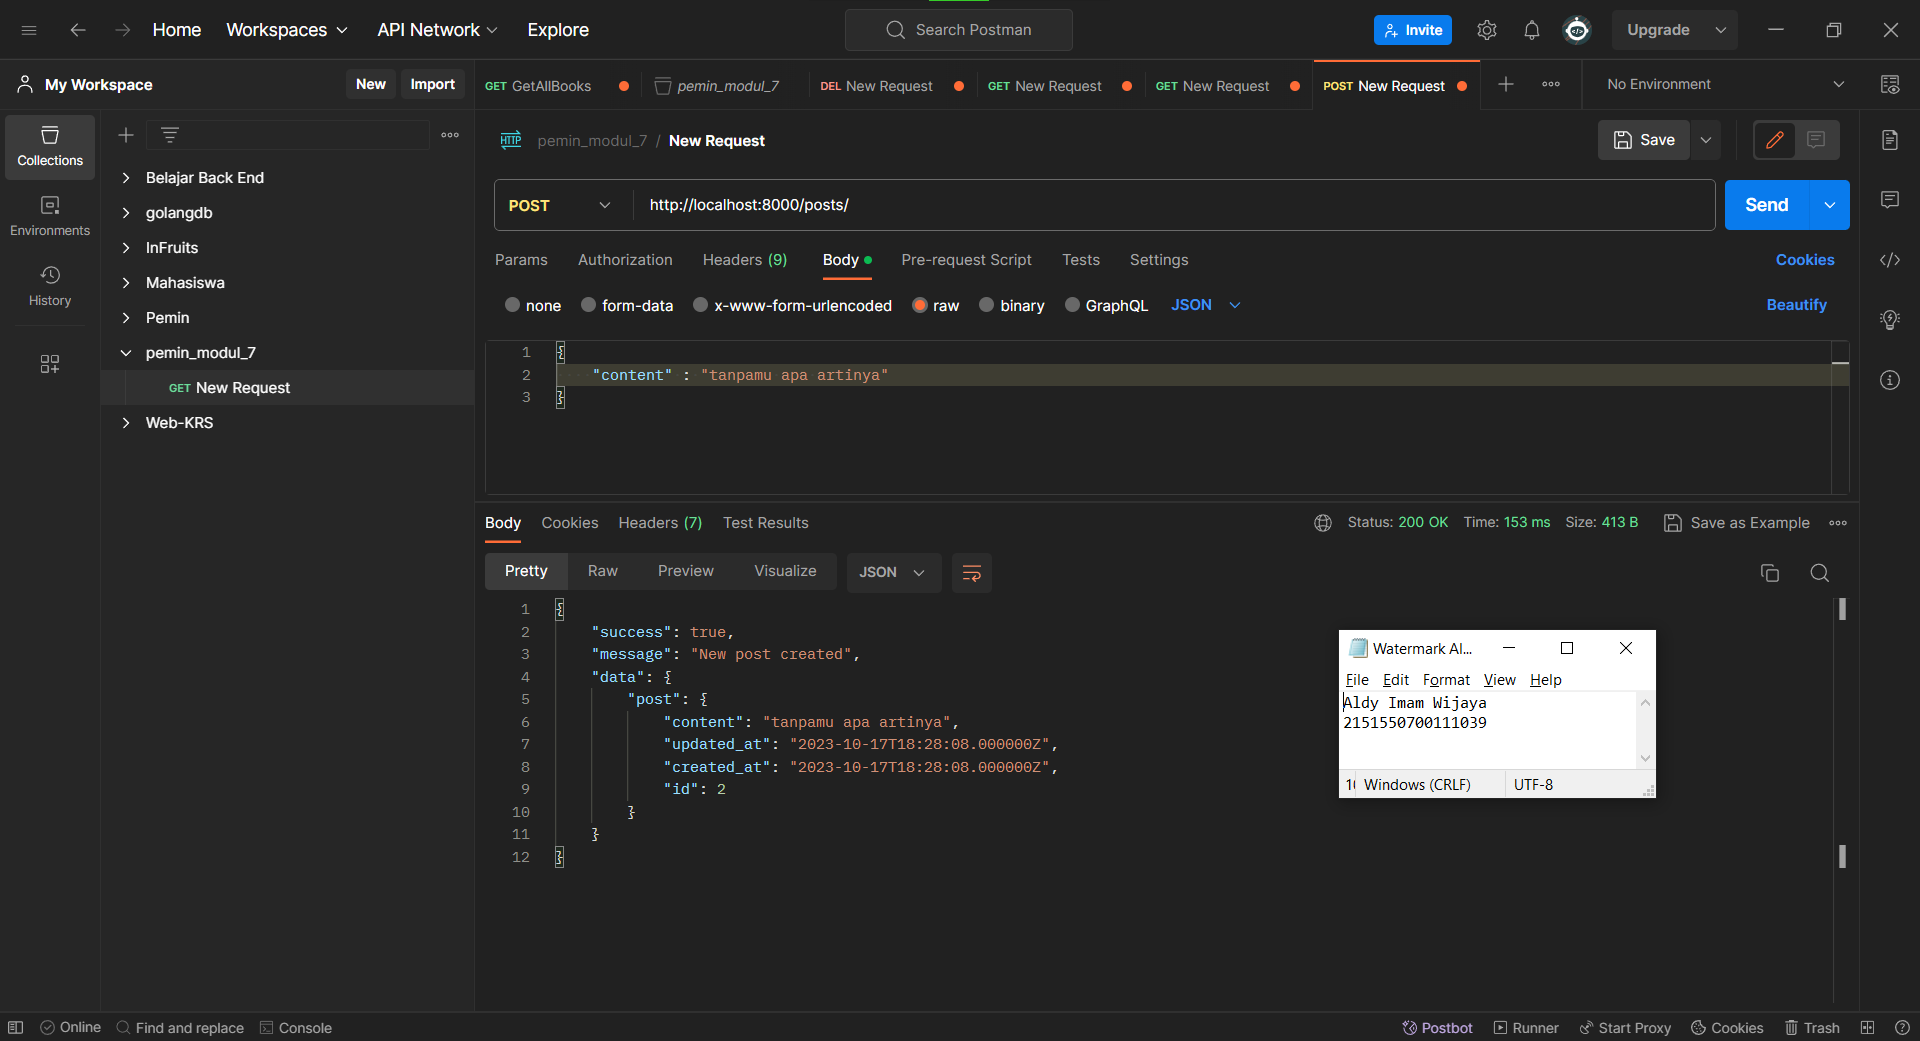 Home Workspaces API Network Explore Search Postman Invite Upgrade
My Workspace New Import GET GetAllBooks pemin_modul_7 DEL New Request GET New Request GET New Request POST New Request No Environment
Collections
Environments
History
Belajar Back End
golangdb
InFruits
Mahasiswa
Pemin
pemin_modul_7
GET New Request
Web-KRS
HTTP pemin_modul_7 / New Request Save
POST http://localhost:8000/posts/ Send
Params Authorization Headers (9) Body Pre-request Script Tests Settings Cookies
none form-data x-www-form-urlencoded raw binary GraphQL JSON Beautify
1 {
2 "content" : "tanpamu apa artinya"
3 }
Body Cookies Headers (7) Test Results Status: 200 OK Time: 153 ms Size: 413 B Save as Example
Pretty Raw Preview Visualize JSON
1 {
2 "success": true,
3 "message": "New post created",
4 "data": {
5 "post": {
6 "content": "tanpamu apa artinya",
7 "updated_at": "2023-10-17T18:28:08.000000Z",
8 "created_at": "2023-10-17T18:28:08.000000Z",
9 "id": 2
10 }
11 }
12 }
Watermark Al...
File Edit Format View Help
Aldy Imam Wijaya
2151550700111039
Windows (CRLF) UTF-8
Online Find and replace Console Postbot Runner Start Proxy Cookies Trash